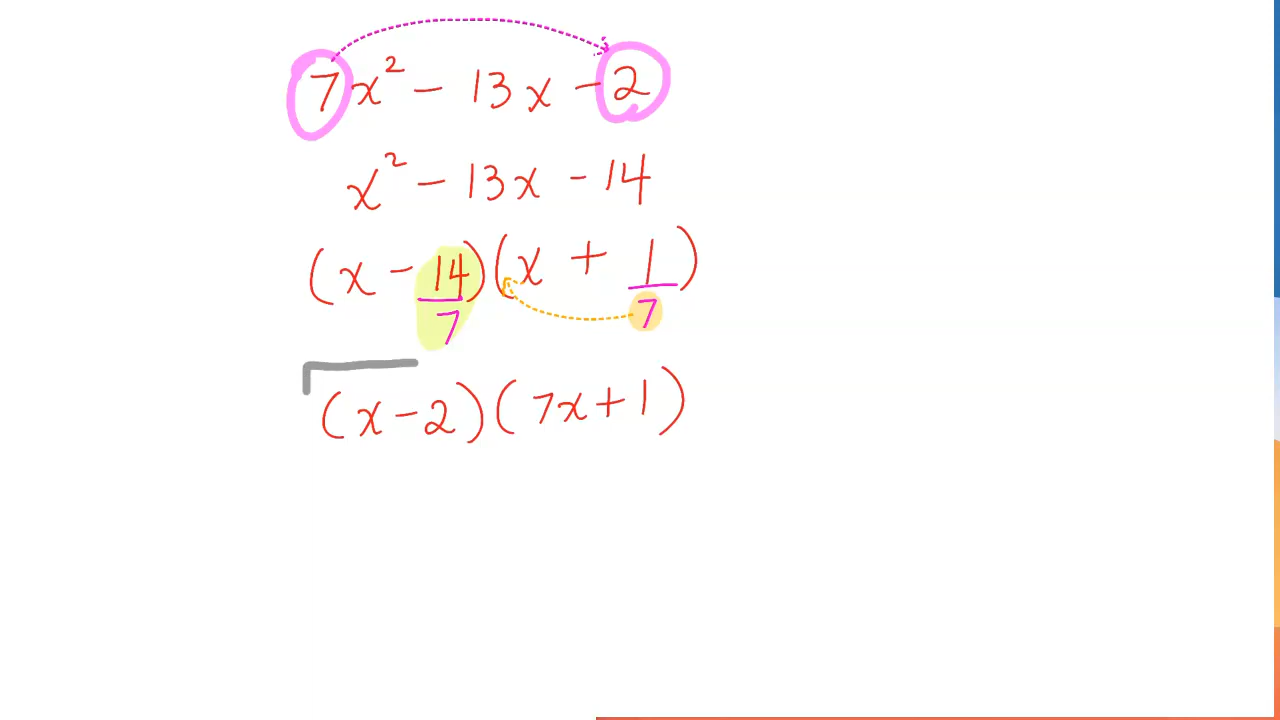 7x² - 13x - 2
x² - 13x - 14
(x - 14/7)(x + 1/7)
(x - 2)(7x + 1)